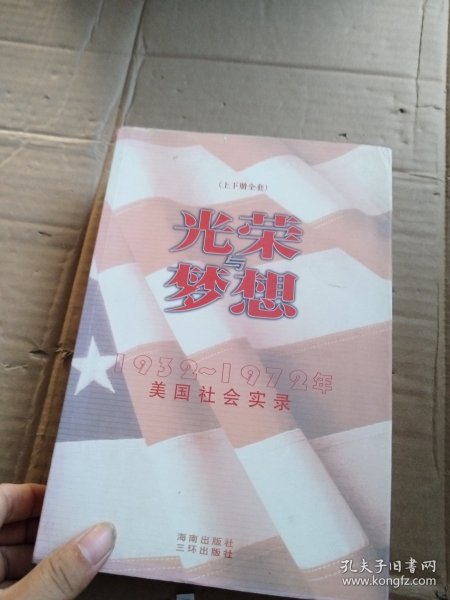 （上下册全套）
光荣
与
梦想
1932~1972年
美国社会实录
海南出版社
三环出版社
孔夫子旧书网
www.kongfz.com